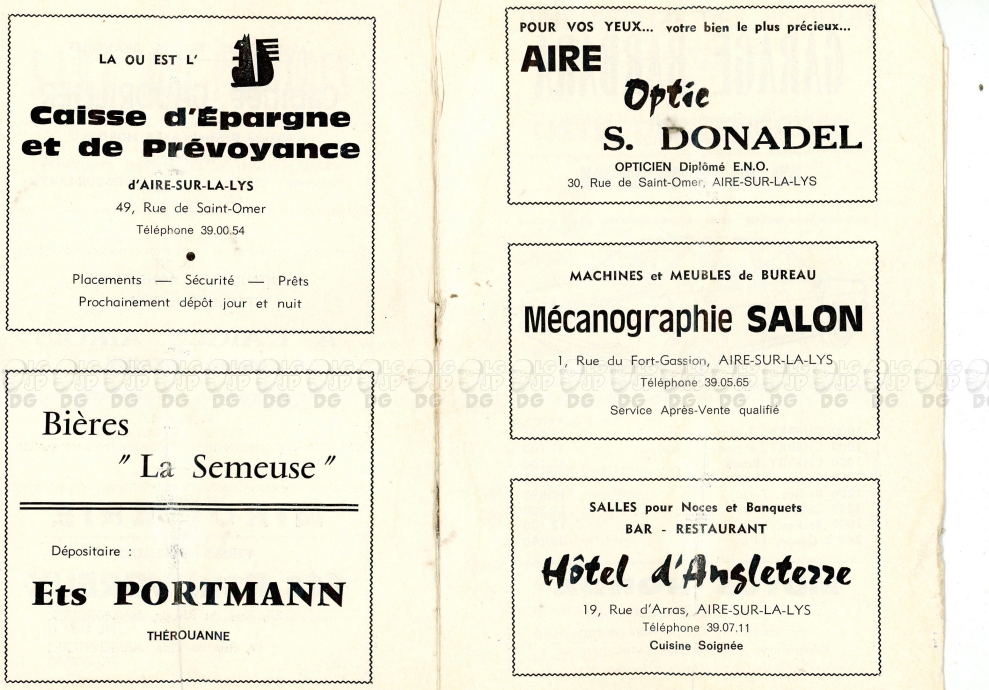 LA OU EST L'
Caisse d'Épargne
et de Prévoyance
d'AIRE-SUR-LA-LYS
49, Rue de Saint-Omer
Téléphone 39.00.54
Placements — Sécurité — Prêts
Prochainement dépôt jour et nuit
Bières
" La Semeuse "
Dépositaire :
Ets PORTMANN
THÉROUANNE
POUR VOS YEUX... votre bien le plus précieux...
AIRE
Optic
S. DONADEL
OPTICIEN Diplômé E.N.O.
30, Rue de Saint-Omer, AIRE-SUR-LA-LYS
MACHINES et MEUBLES de BUREAU
Mécanographie SALON
1, Rue du Fort-Gassion, AIRE-SUR-LA-LYS
Téléphone 39.05.65
Service Après-Vente qualifié
SALLES pour Noces et Banquets
BAR - RESTAURANT
Hôtel d'Angleterre
19, Rue d'Arras, AIRE-SUR-LA-LYS
Téléphone 39.07.11
Cuisine Soignée